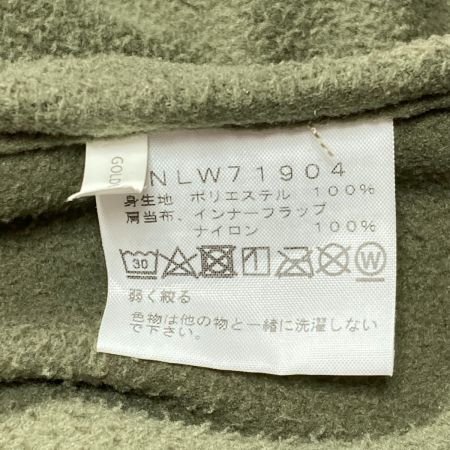 GOLD
NLW71904
身生地 ポリエステル 100%
肩当布、インナーフラップ
ナイロン 100%
30
W
弱く絞る
色物は他の物と一緒に洗濯しない
で下さい。